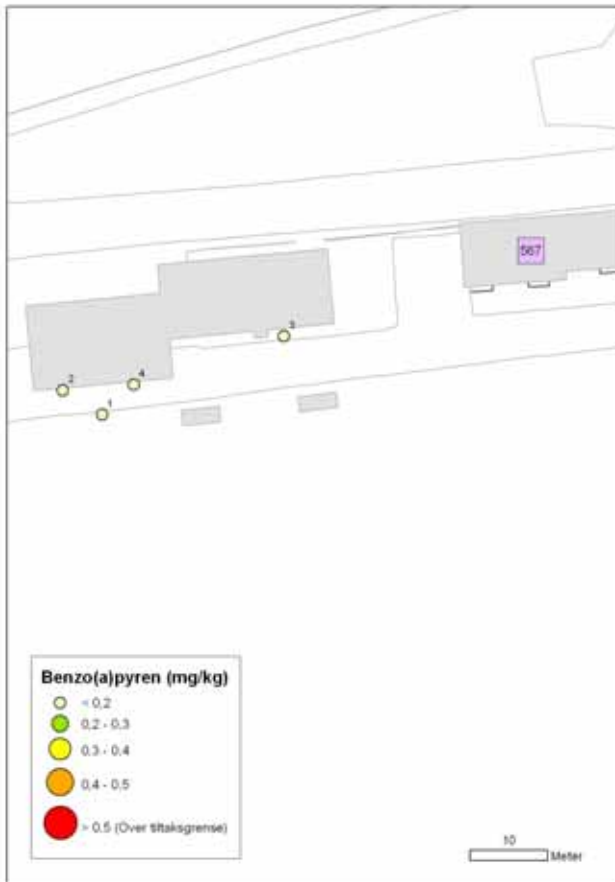 567
3
2
4
1
Benzo(a)pyren (mg/kg)
< 0,2
0,2 - 0,3
0,3 - 0,4
0,4 - 0,5
> 0,5 (Over tiltaksgrense)
10
Meter